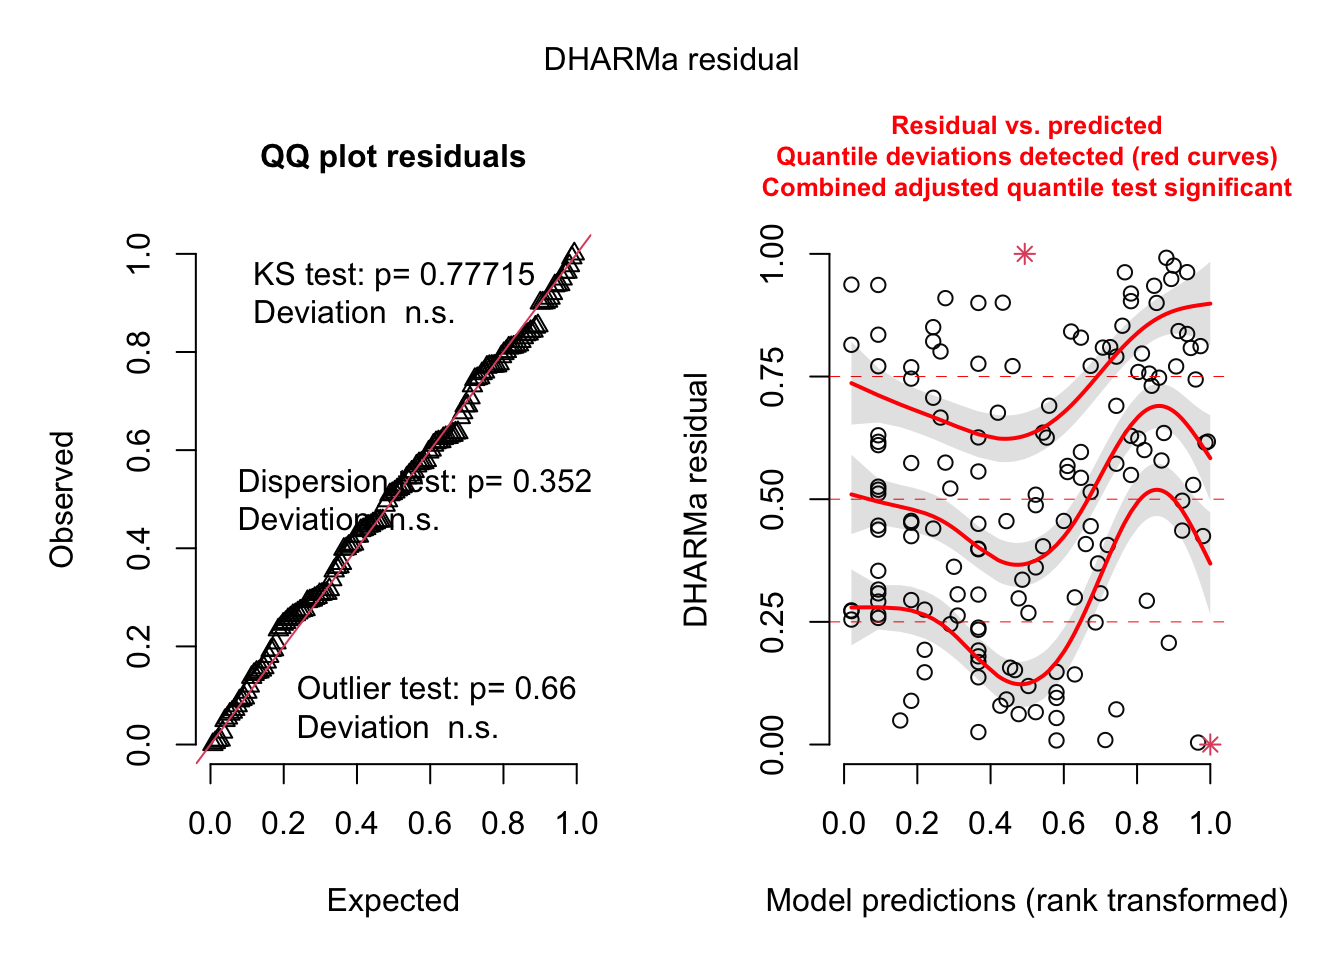 DHARMa residual
QQ plot residuals
KS test: p= 0.77715
Deviation  n.s.
Dispersion test: p= 0.352
Deviation n.s.
Outlier test: p= 0.66
Deviation  n.s.
Observed
0.0 0.2 0.4 0.6 0.8 1.0
0.0 0.2 0.4 0.6 0.8 1.0
Expected
Residual vs. predicted
Quantile deviations detected (red curves)
Combined adjusted quantile test significant
DHARMa residual
0.00 0.25 0.50 0.75 1.00
0.0 0.2 0.4 0.6 0.8 1.0
Model predictions (rank transformed)